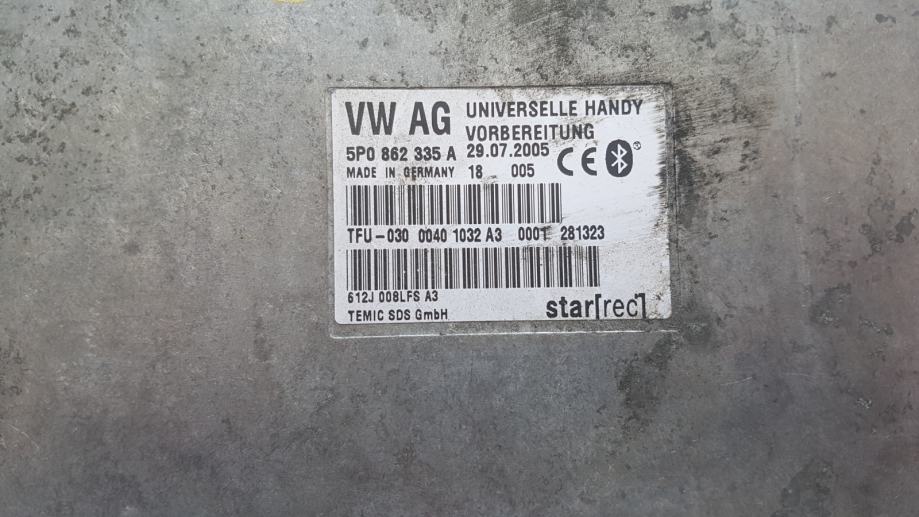 VW AG UNIVERSELLE HANDY
VORBEREITUNG
5P0 862 335 A 29.07.2005
MADE IN GERMANY 18 005
CE
TFU-030 0040 1032 A3 0001 281323
612J 008LFS A3
TEMIC SDS GmbH
star[rec]